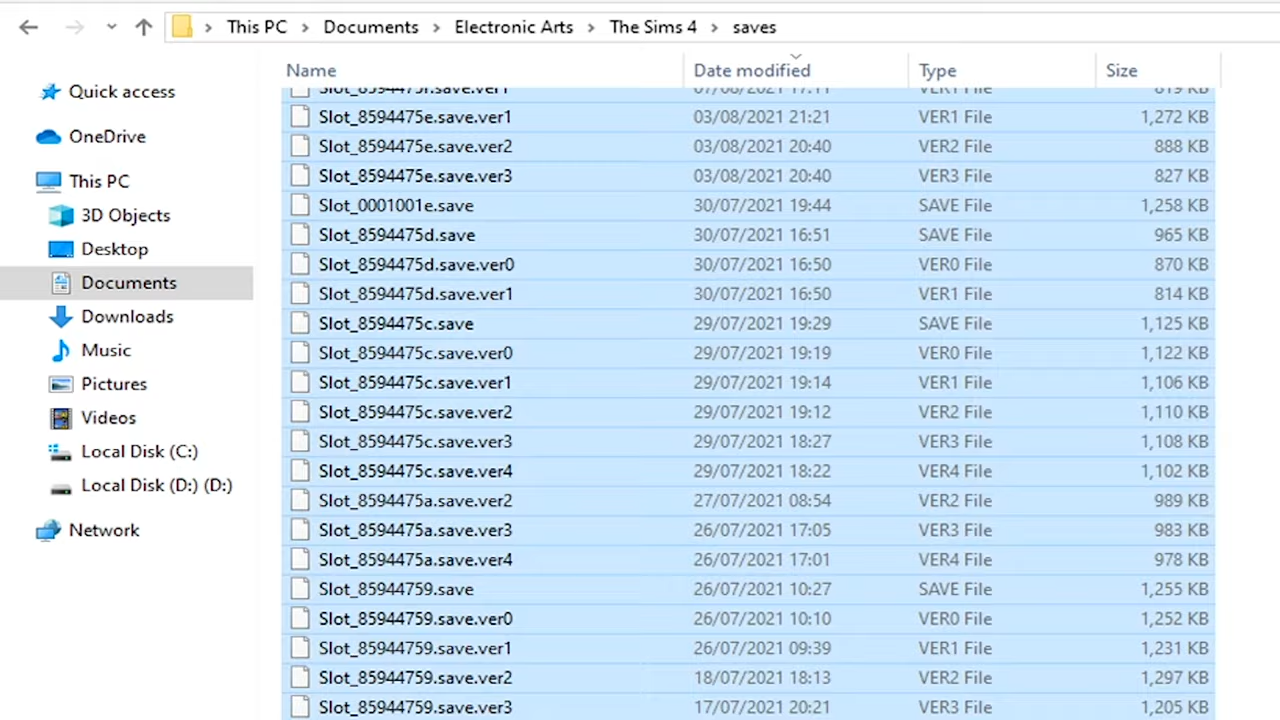 This PC > Documents > Electronic Arts > The Sims 4 > saves
Name Date modified Type Size
Quick access
OneDrive
This PC
3D Objects
Desktop
Documents
Downloads
Music
Pictures
Videos
Local Disk (C:)
Local Disk (D:) (D:)
Network
Slot_8594475f.save.ver1 07/08/2021 17:11 VER1 File 819 KB
Slot_8594475e.save.ver1 03/08/2021 21:21 VER1 File 1,272 KB
Slot_8594475e.save.ver2 03/08/2021 20:40 VER2 File 888 KB
Slot_8594475e.save.ver3 03/08/2021 20:40 VER3 File 827 KB
Slot_0001001e.save 30/07/2021 19:44 SAVE File 1,258 KB
Slot_8594475d.save 30/07/2021 16:51 SAVE File 965 KB
Slot_8594475d.save.ver0 30/07/2021 16:50 VER0 File 870 KB
Slot_8594475d.save.ver1 30/07/2021 16:50 VER1 File 814 KB
Slot_8594475c.save 29/07/2021 19:29 SAVE File 1,125 KB
Slot_8594475c.save.ver0 29/07/2021 19:19 VER0 File 1,122 KB
Slot_8594475c.save.ver1 29/07/2021 19:14 VER1 File 1,106 KB
Slot_8594475c.save.ver2 29/07/2021 19:12 VER2 File 1,110 KB
Slot_8594475c.save.ver3 29/07/2021 18:27 VER3 File 1,108 KB
Slot_8594475c.save.ver4 29/07/2021 18:22 VER4 File 1,102 KB
Slot_8594475a.save.ver2 27/07/2021 08:54 VER2 File 989 KB
Slot_8594475a.save.ver3 26/07/2021 17:05 VER3 File 983 KB
Slot_8594475a.save.ver4 26/07/2021 17:01 VER4 File 978 KB
Slot_85944759.save 26/07/2021 10:27 SAVE File 1,255 KB
Slot_85944759.save.ver0 26/07/2021 10:10 VER0 File 1,252 KB
Slot_85944759.save.ver1 26/07/2021 09:39 VER1 File 1,231 KB
Slot_85944759.save.ver2 18/07/2021 18:13 VER2 File 1,297 KB
Slot_85944759.save.ver3 17/07/2021 20:21 VER3 File 1,205 KB